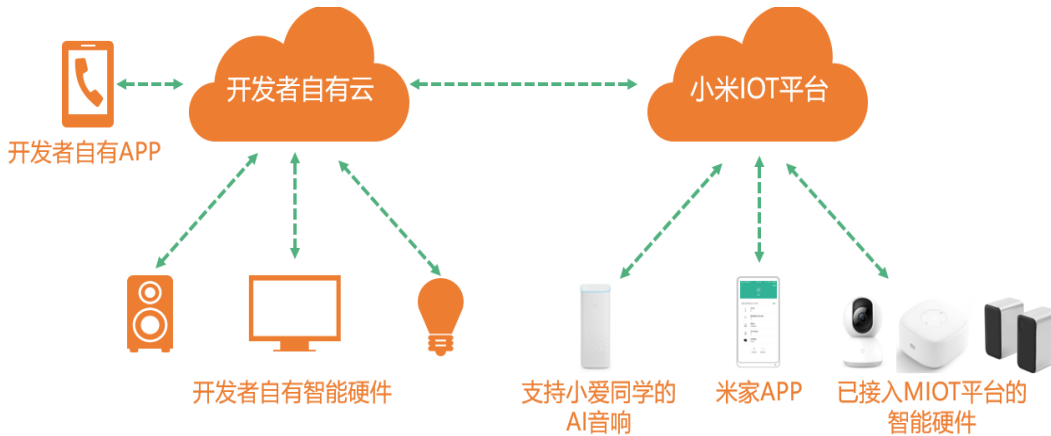 开发者自有云
小米IOT平台
开发者自有APP
开发者自有智能硬件
支持小爱同学的
AI音响
米家APP
已接入MIOT平台的
智能硬件